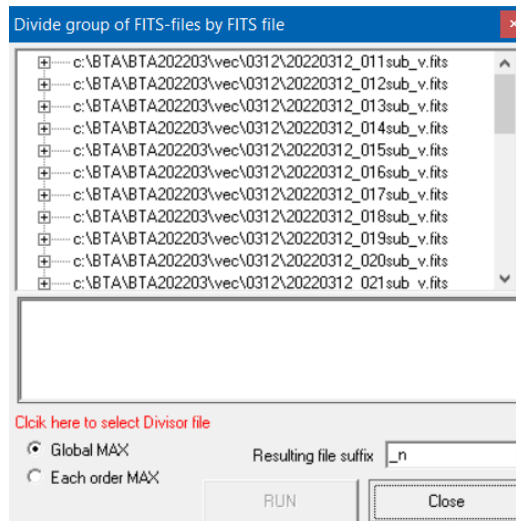 Divide group of FITS-files by FITS file
c:\BTA\BTA202203\vec\0312\20220312_011sub_v.fits
c:\BTA\BTA202203\vec\0312\20220312_012sub_v.fits
c:\BTA\BTA202203\vec\0312\20220312_013sub_v.fits
c:\BTA\BTA202203\vec\0312\20220312_014sub_v.fits
c:\BTA\BTA202203\vec\0312\20220312_015sub_v.fits
c:\BTA\BTA202203\vec\0312\20220312_016sub_v.fits
c:\BTA\BTA202203\vec\0312\20220312_017sub_v.fits
c:\BTA\BTA202203\vec\0312\20220312_018sub_v.fits
c:\BTA\BTA202203\vec\0312\20220312_019sub_v.fits
c:\BTA\BTA202203\vec\0312\20220312_020sub_v.fits
c:\BTA\BTA202203\vec\0312\20220312_021sub_v.fits
Clcik here to select Divisor file
Global MAX
Resulting file suffix _n
Each order MAX
RUN Close